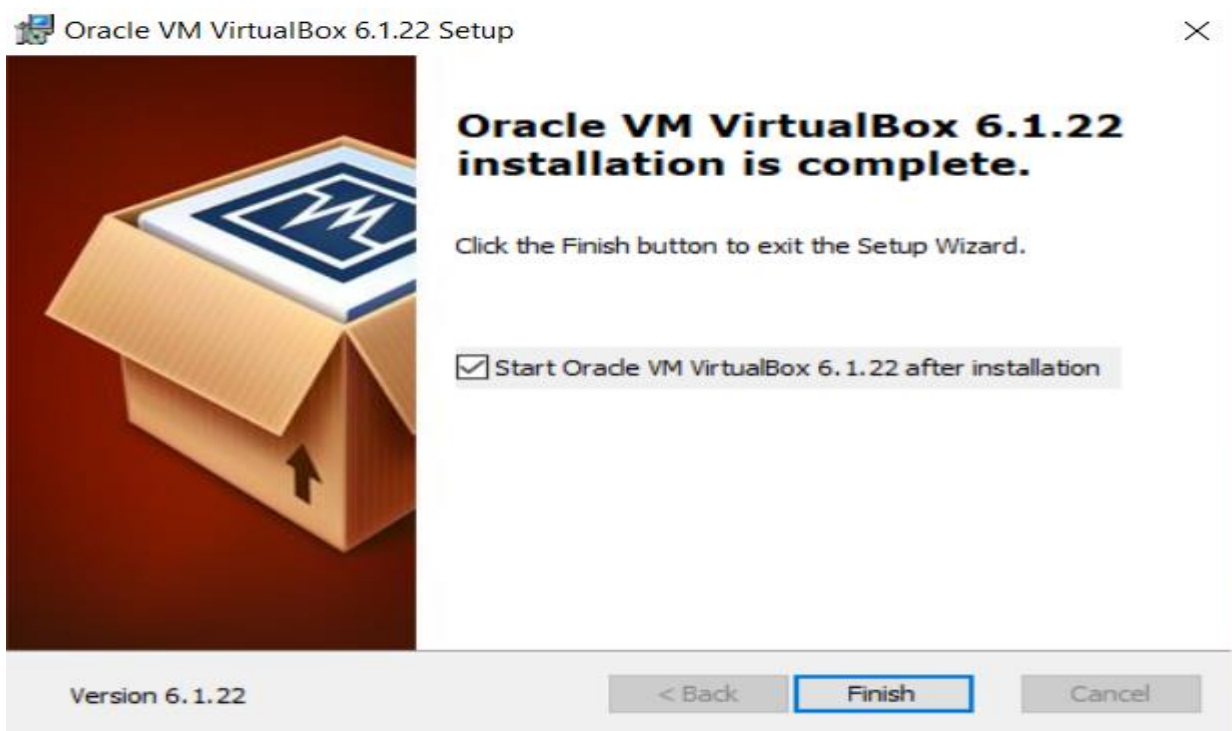 Oracle VM VirtualBox 6.1.22 Setup
Oracle VM VirtualBox 6.1.22
installation is complete.
Click the Finish button to exit the Setup Wizard.
Start Oracle VM VirtualBox 6.1.22 after installation
Version 6.1.22
< Back
Finish
Cancel